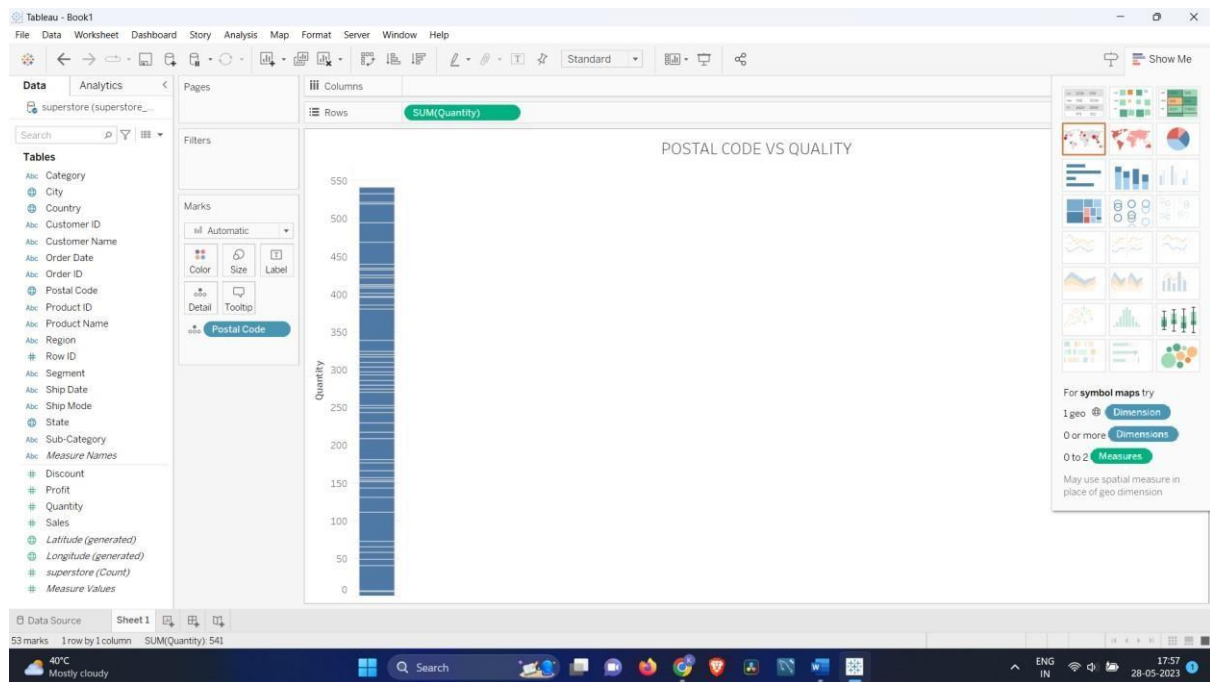 Tableau - Book1
File Data Worksheet Dashboard Story Analysis Map Format Server Window Help
Standard
Show Me
Data Analytics
superstore (superstore_...
Search
Tables
Abc Category
City
Country
Abc Customer ID
Abc Customer Name
Abc Order Date
Abc Order ID
Postal Code
Abc Product ID
Abc Product Name
Abc Region
# Row ID
Abc Segment
Abc Ship Date
Abc Ship Mode
State
Abc Sub-Category
Abc Measure Names
# Discount
# Profit
# Quantity
# Sales
Latitude (generated)
Longitude (generated)
# superstore (Count)
# Measure Values
Pages
Filters
Marks
Automatic
Color Size Label
Detail Tooltip
Postal Code
Columns
Rows SUM(Quantity)
POSTAL CODE VS QUALITY
550
500
450
400
350
300
250
200
150
100
50
0
Quantity
For symbol maps try
1 geo Dimension
0 or more Dimensions
0 to 2 Measures
May use spatial measure in
place of geo dimension
Data Source Sheet 1
53 marks 1 row by 1 column SUM(Quantity): 541
40°C
Mostly cloudy
Search
ENG
IN
17:57
28-05-2023
1